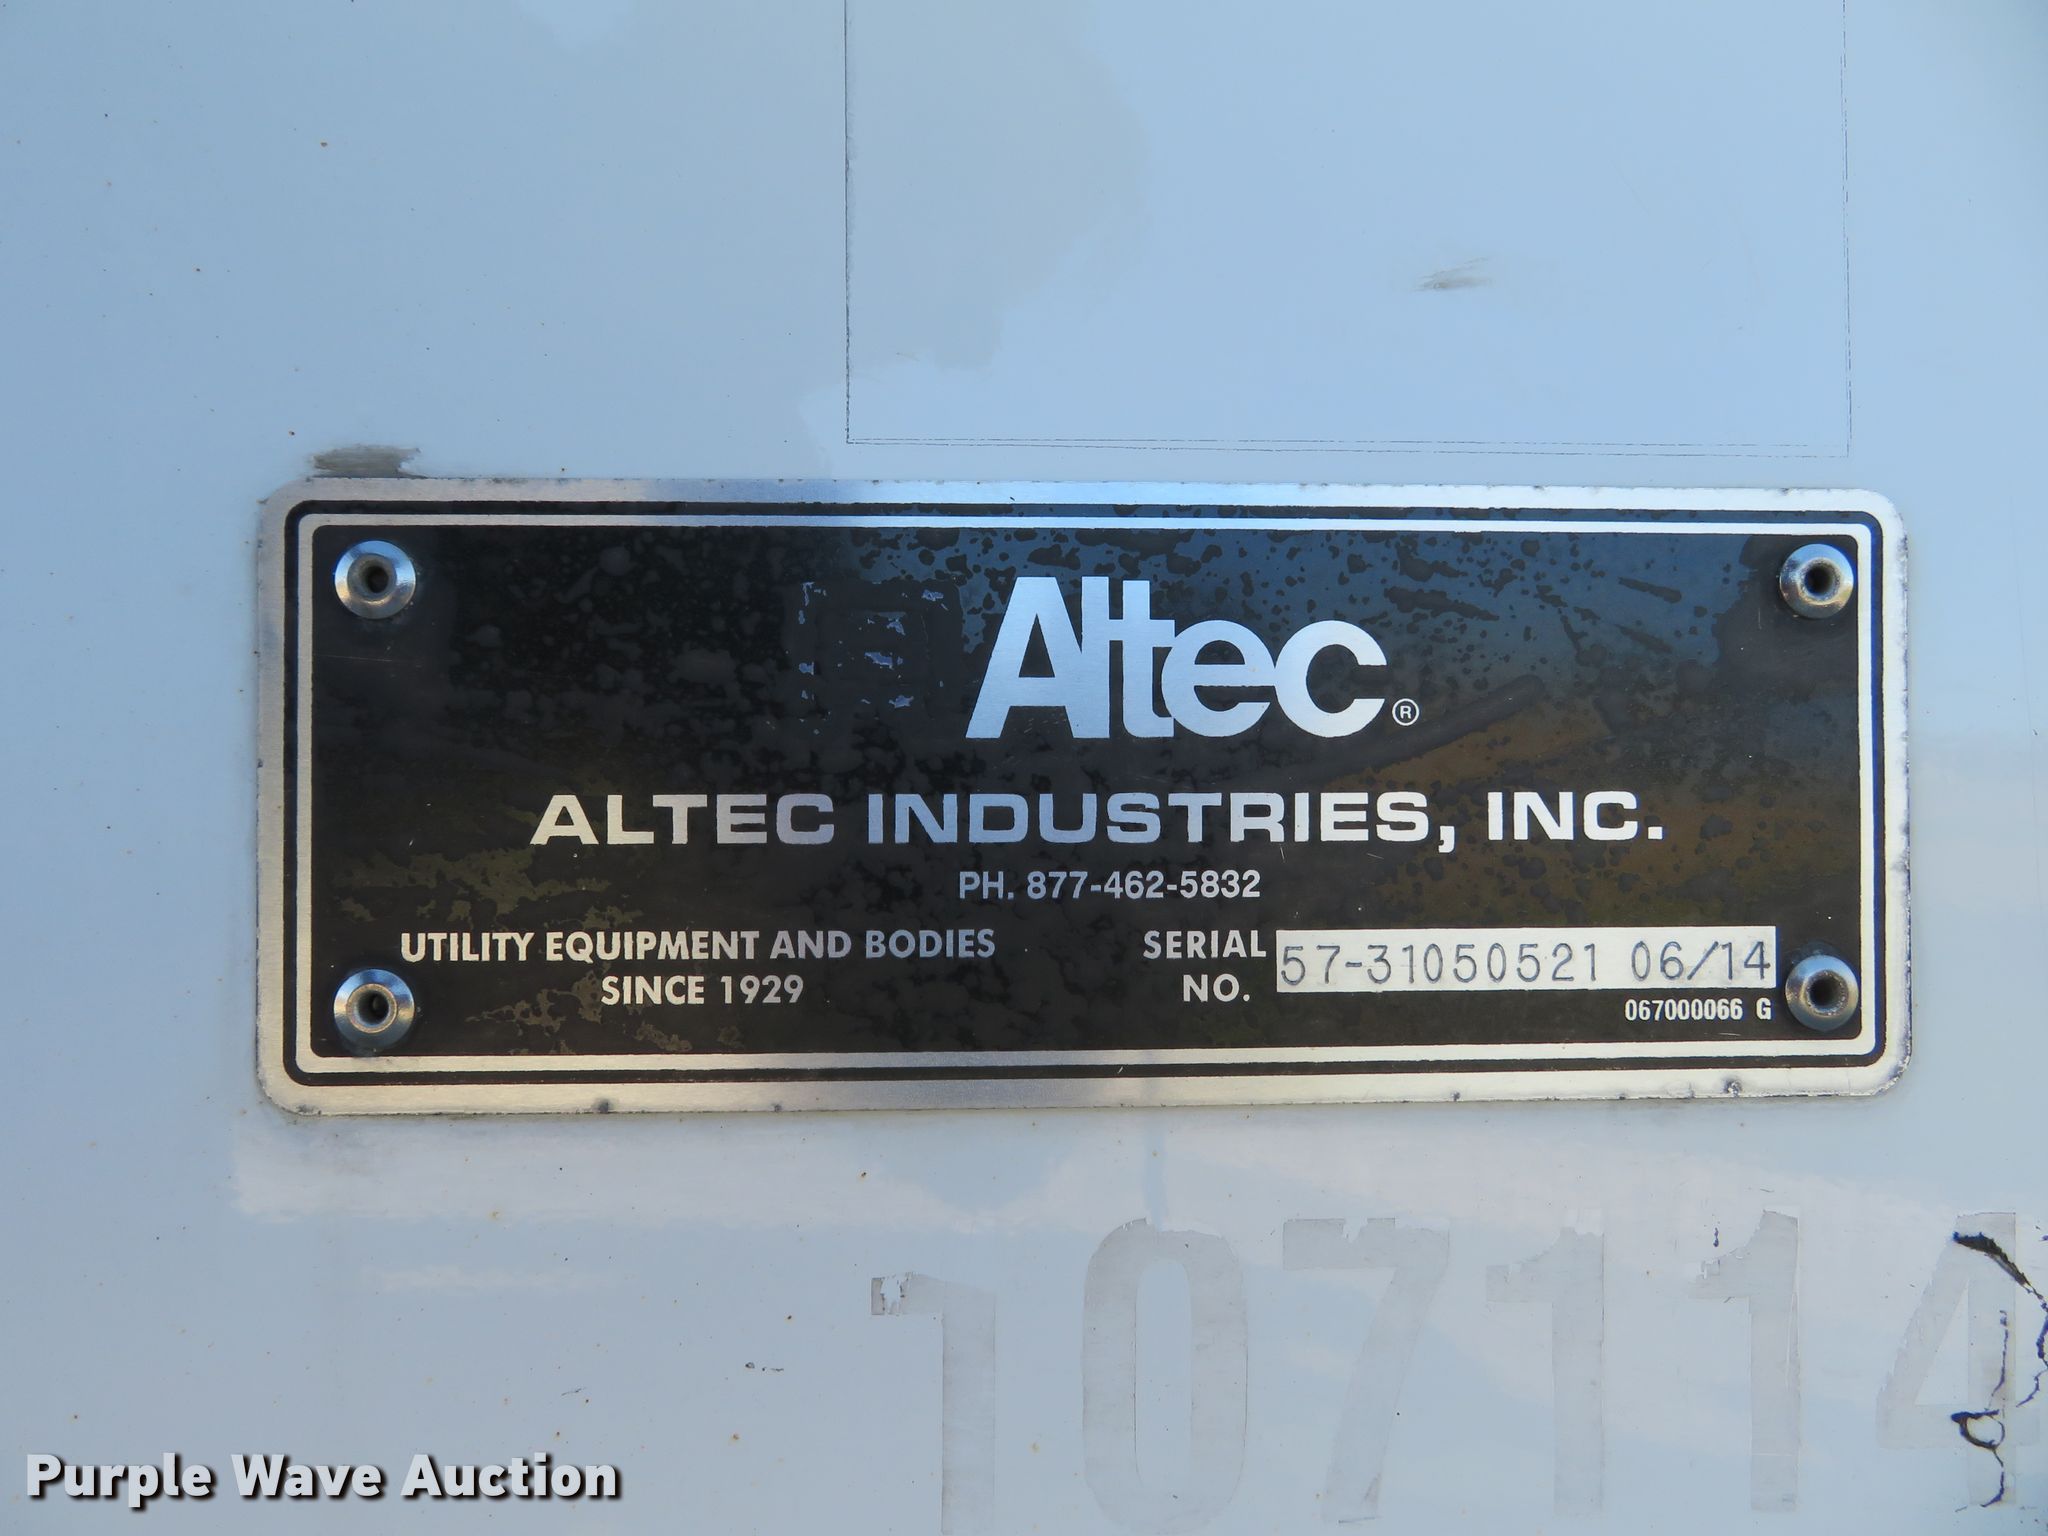 Altec®
ALTEC INDUSTRIES, INC.
PH. 877-462-5832
UTILITY EQUIPMENT AND BODIES
SINCE 1929
SERIAL
NO.
57-31050521 06/14
067000066 G
107114
Purple Wave Auction